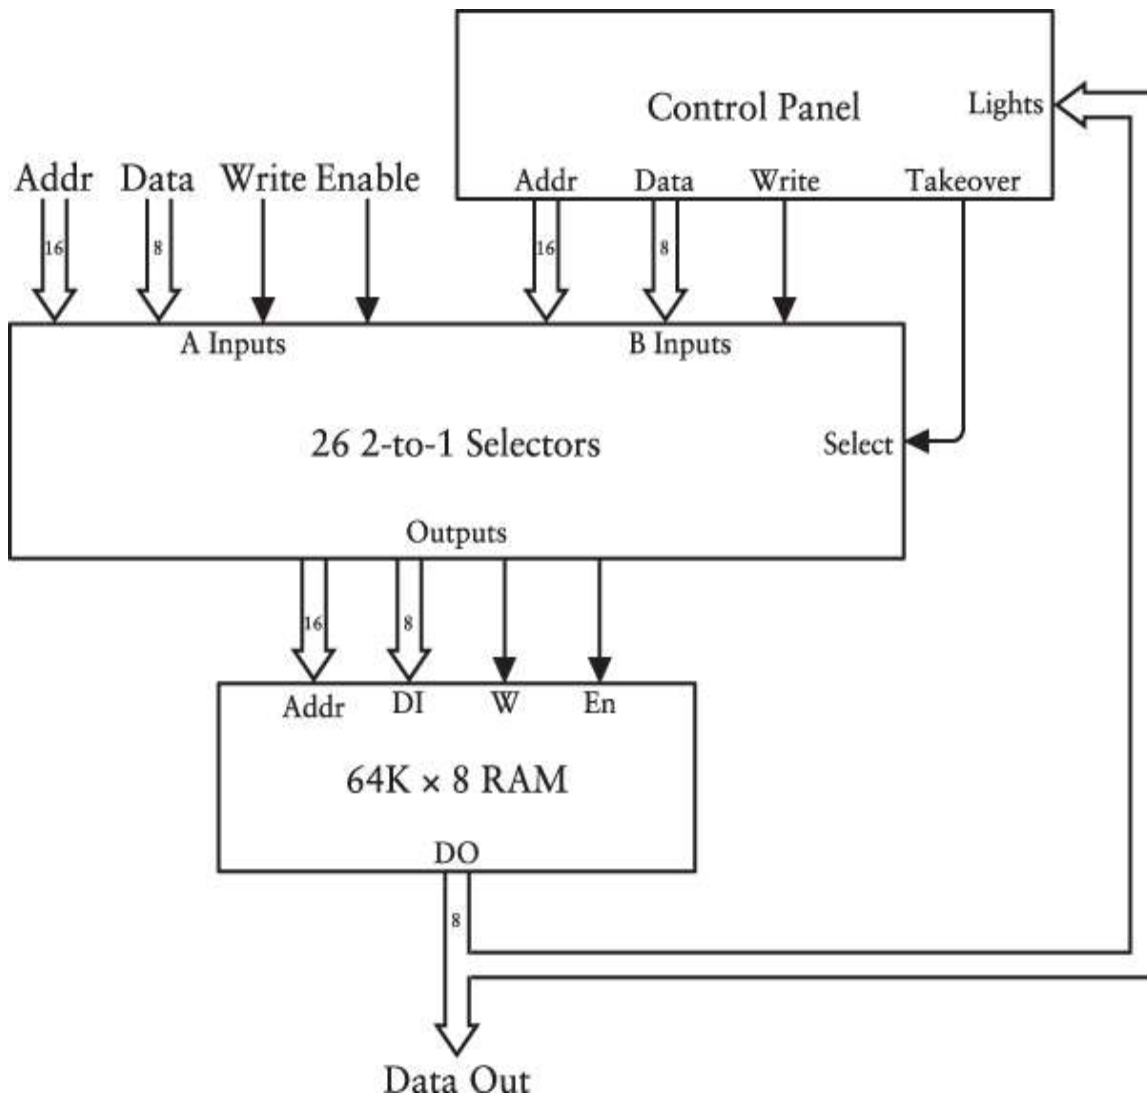 Control Panel
Lights
Addr Data Write Takeover
Addr Data Write Enable
16 8
16 8
A Inputs
B Inputs
26 2-to-1 Selectors
Select
Outputs
16 8
Addr DI W En
64K × 8 RAM
DO
8
Data Out